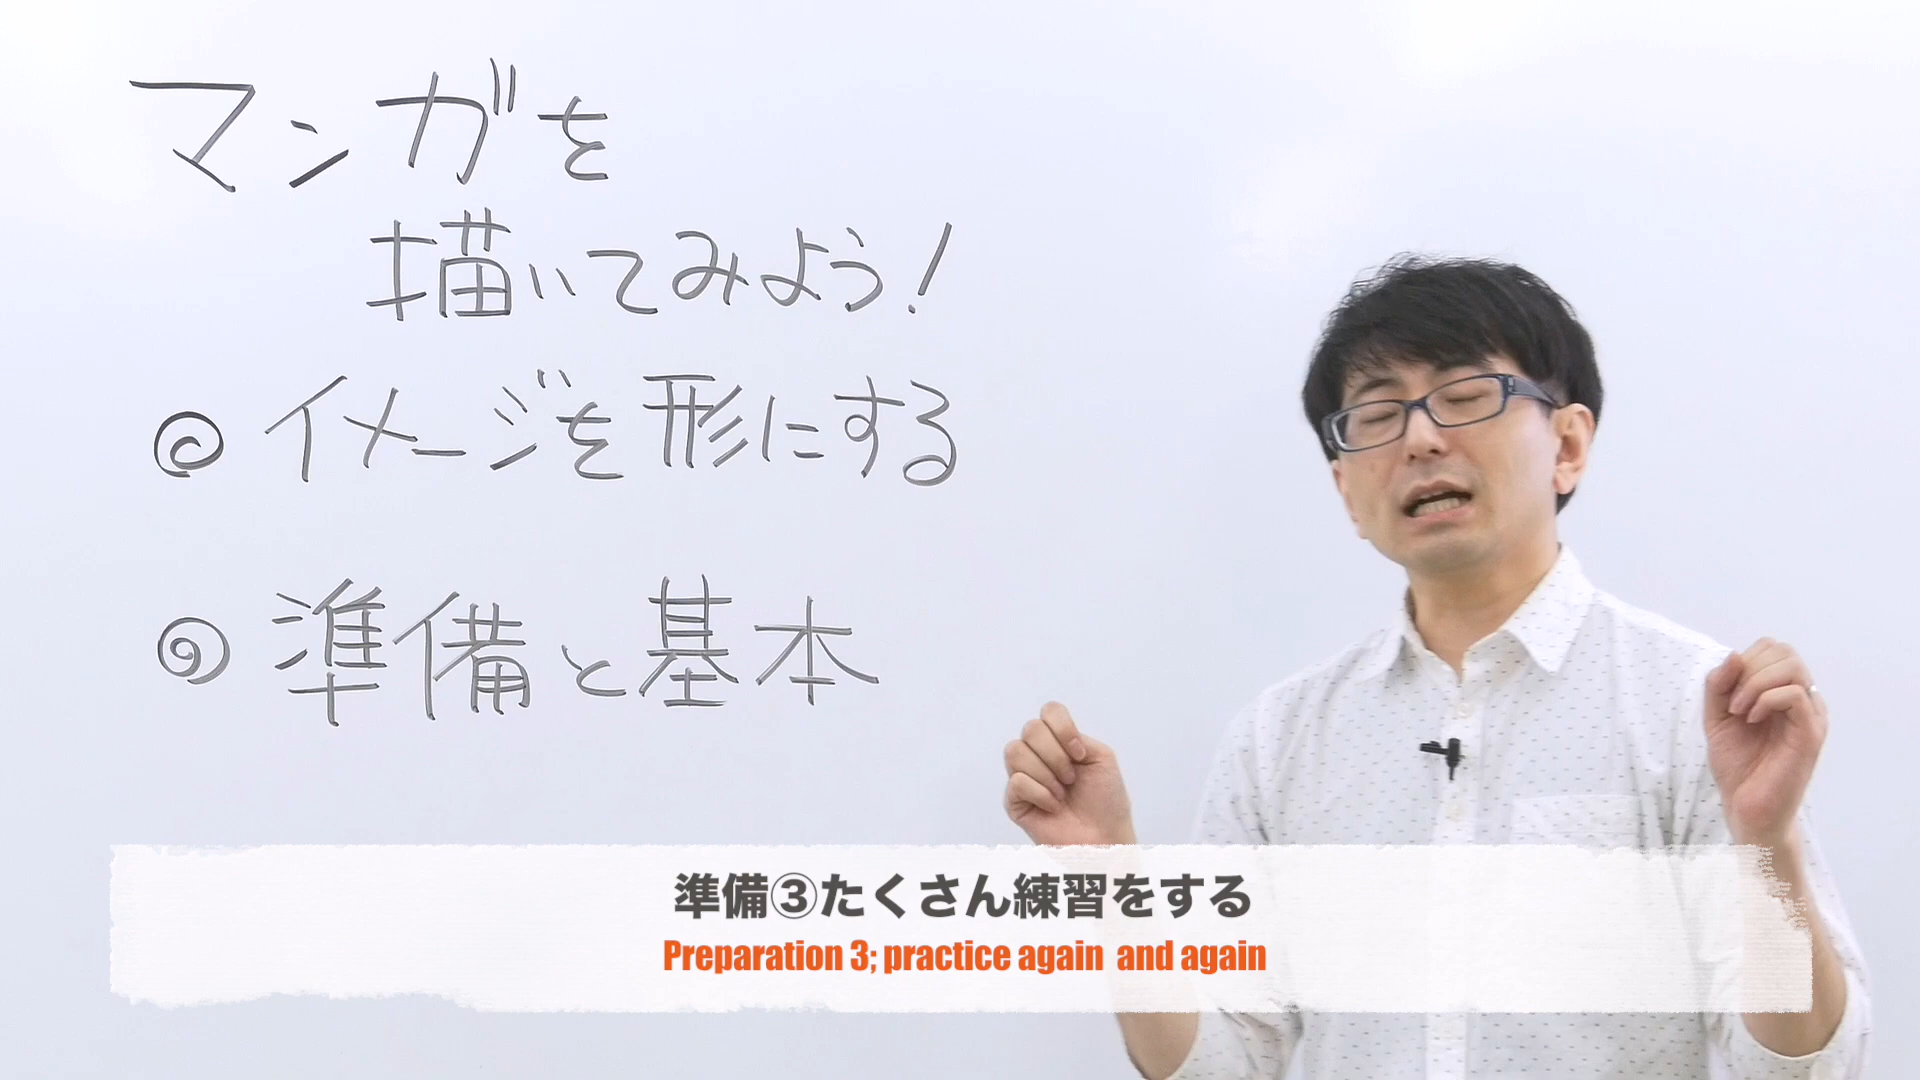 マンガを
描いてみよう!
イメージを形にする
準備と基本
準備③たくさん練習をする
Preparation 3; practice again and again